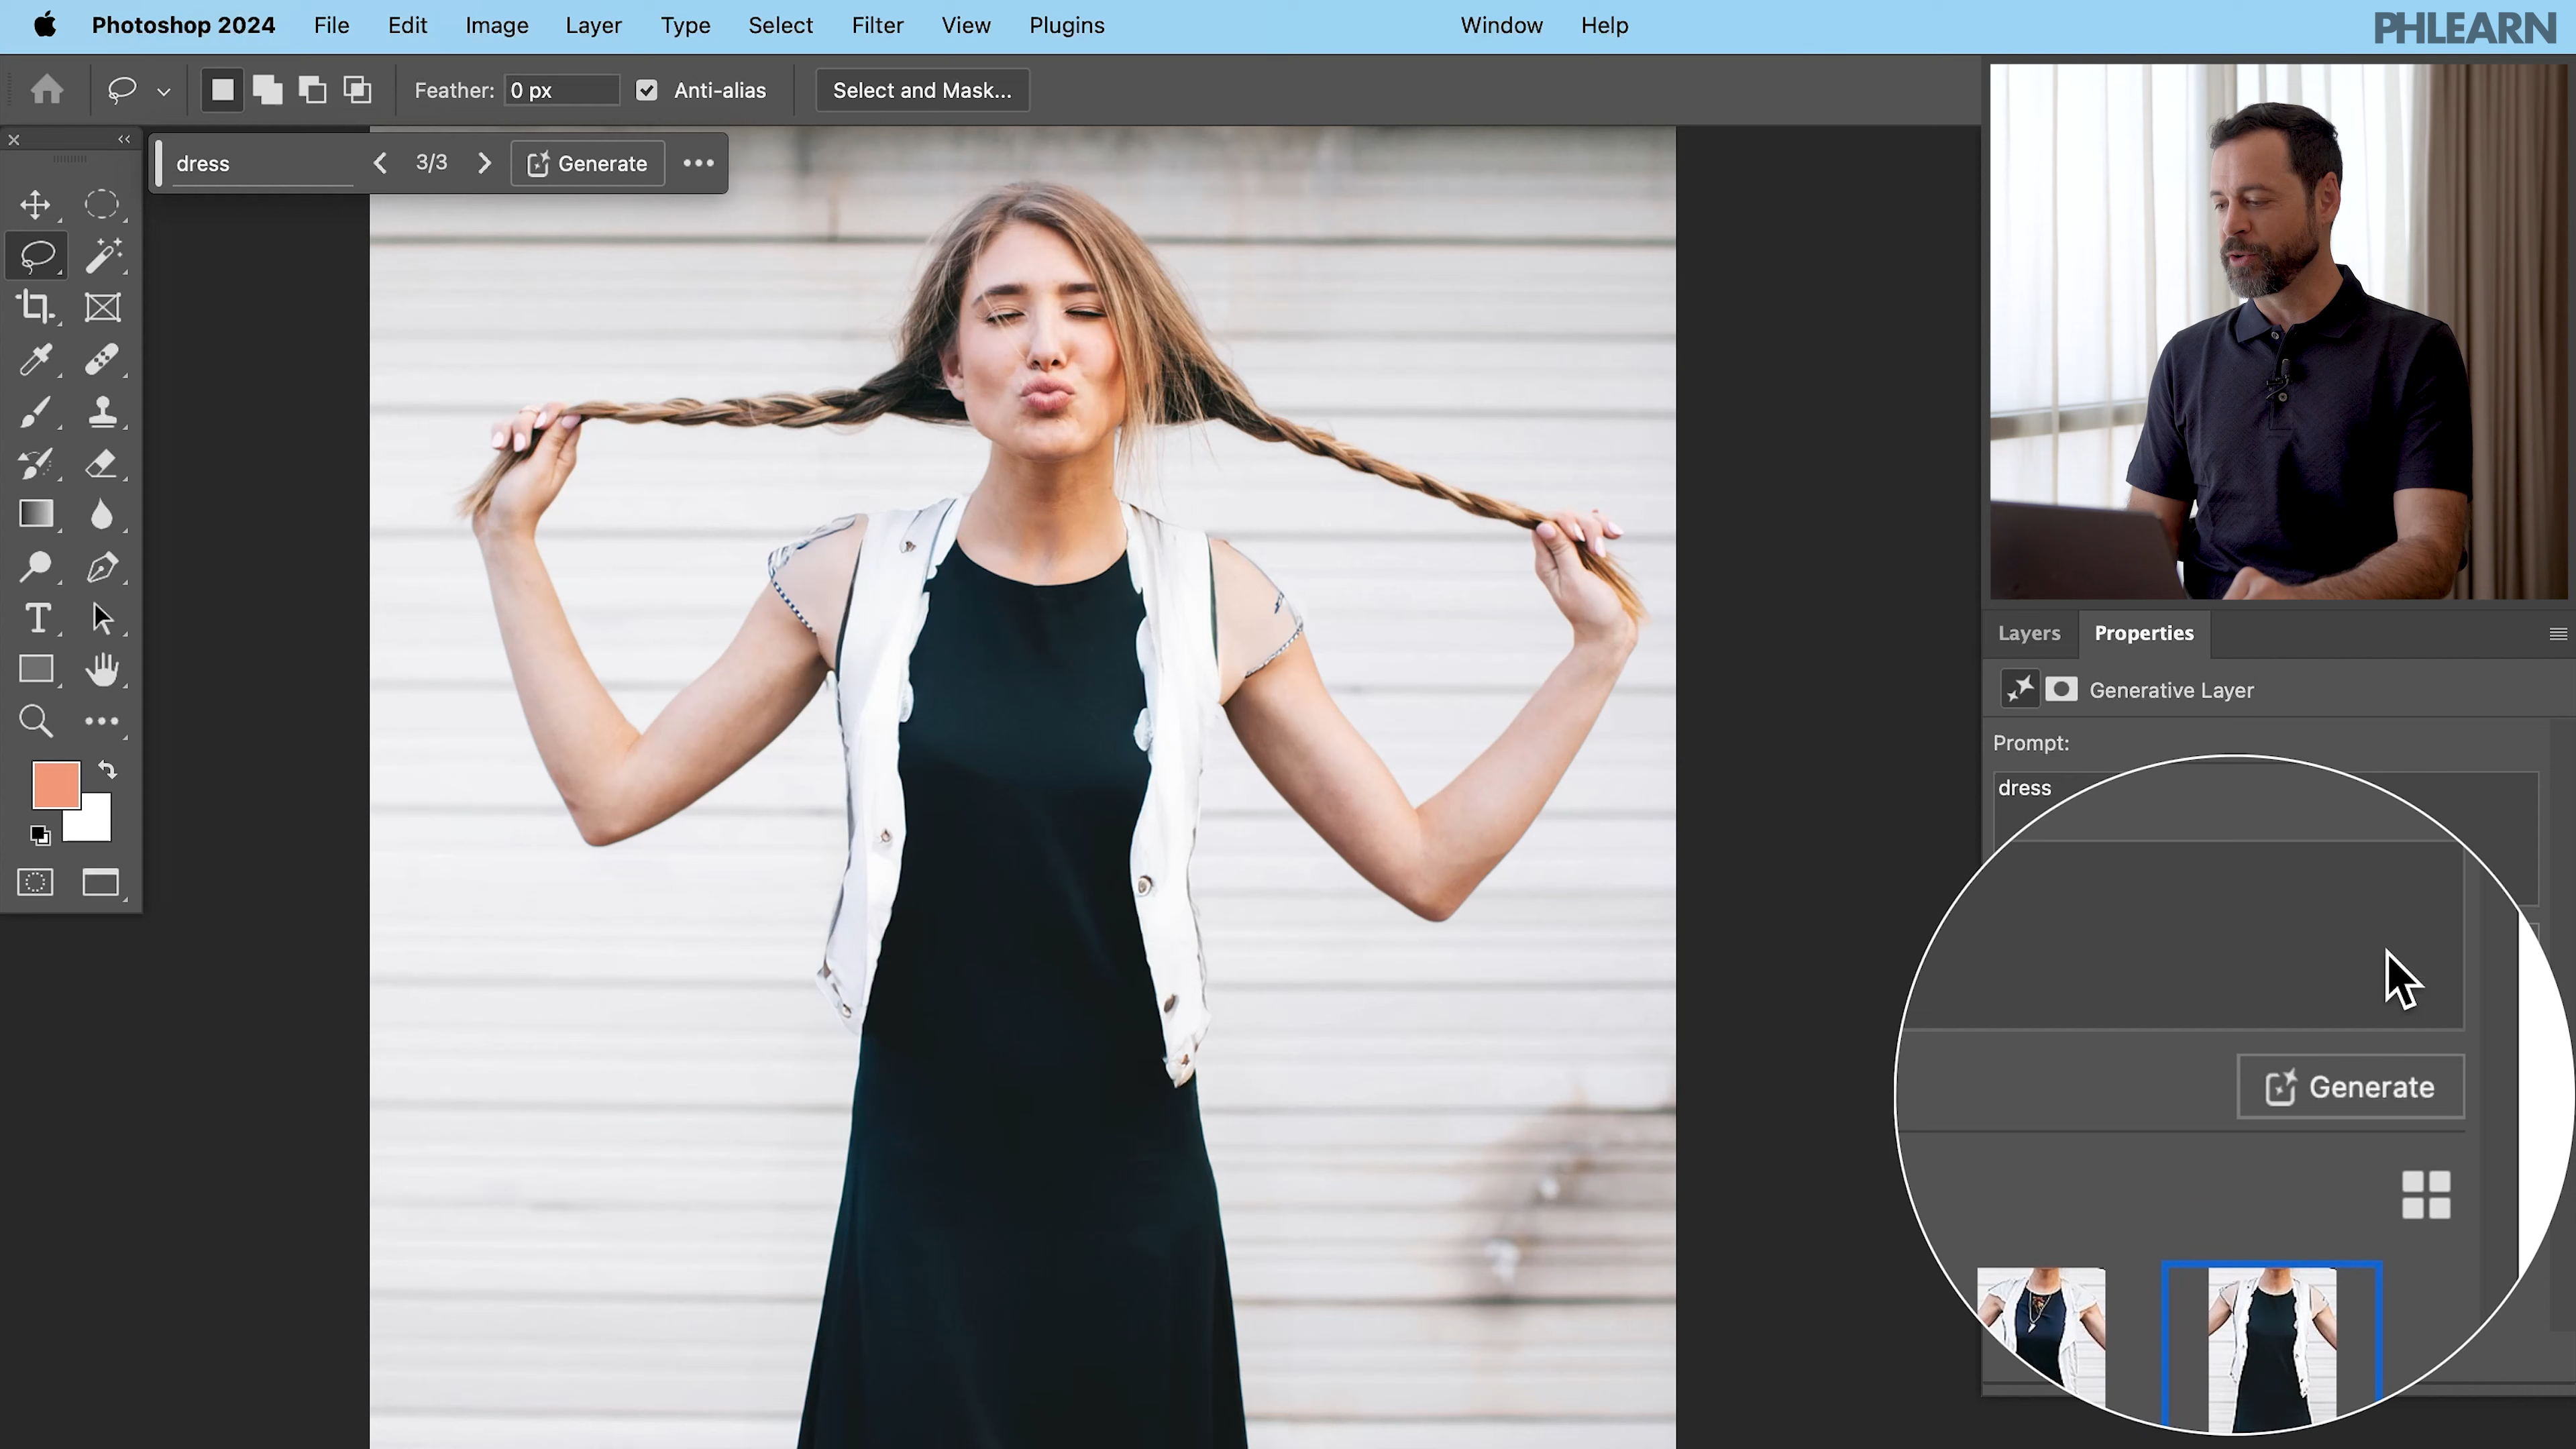 Photoshop 2024 File Edit Image Layer Type Select Filter View Plugins Window Help
PHLEARN
Feather: 0 px Anti-alias Select and Mask...
dress 3/3 Generate
Layers Properties
Generative Layer
Prompt:
dress
Generate